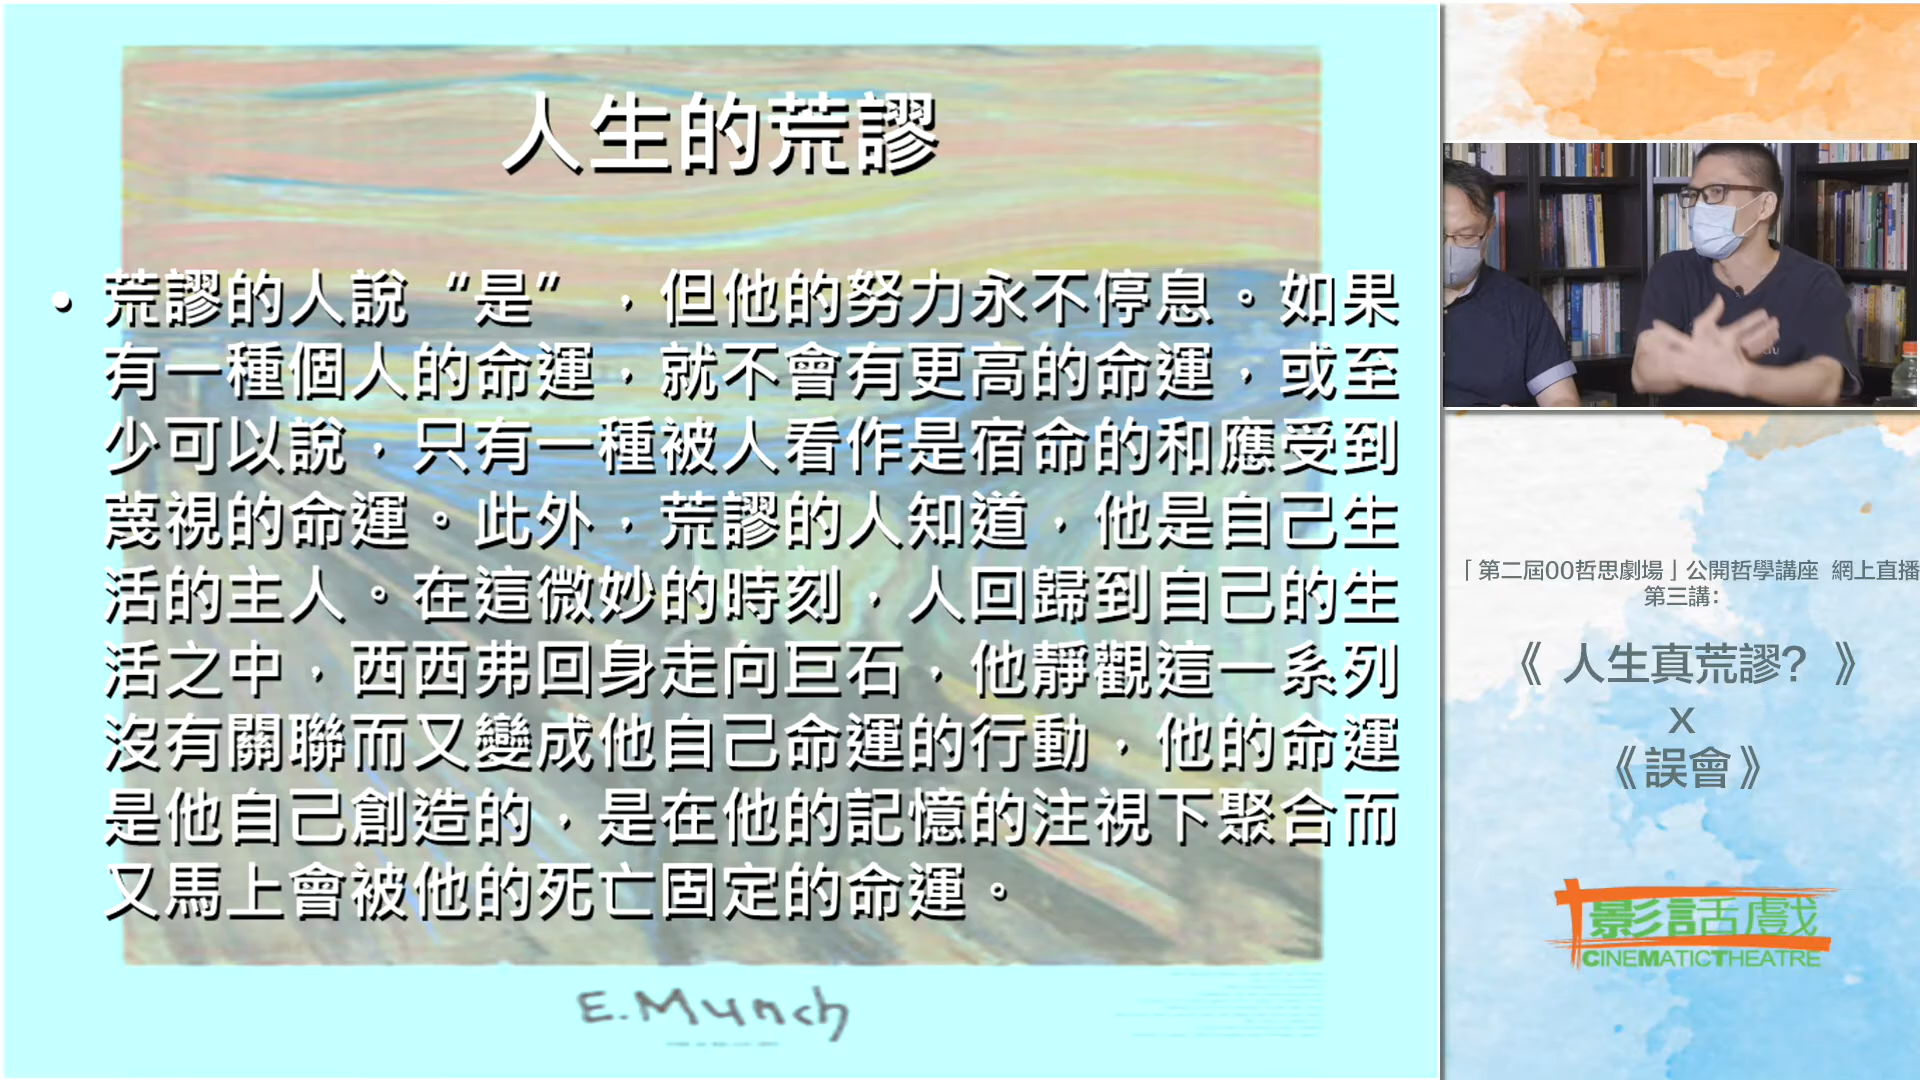 人生的荒謬
• 荒謬的人說“是”，但他的努力永不停息。如果
有一種個人的命運，就不會有更高的命運，或至
少可以說，只有一種被人看作是宿命的和應受到
蔑視的命運。此外，荒謬的人知道，他是自己生
活的主人。在這微妙的時刻，人回歸到自己的生
活之中，西西弗回身走向巨石，他靜觀這一系列
沒有關聯而又變成他自己命運的行動，他的命運
是他自己創造的，是在他的記憶的注視下聚合而
又馬上會被他的死亡固定的命運。
E.Munch
「第二屆OO哲思劇場」公開哲學講座 網上直播
第三講：
《 人生真荒謬? 》
x
《誤會》
影話戲
CINEMATICTHEATRE